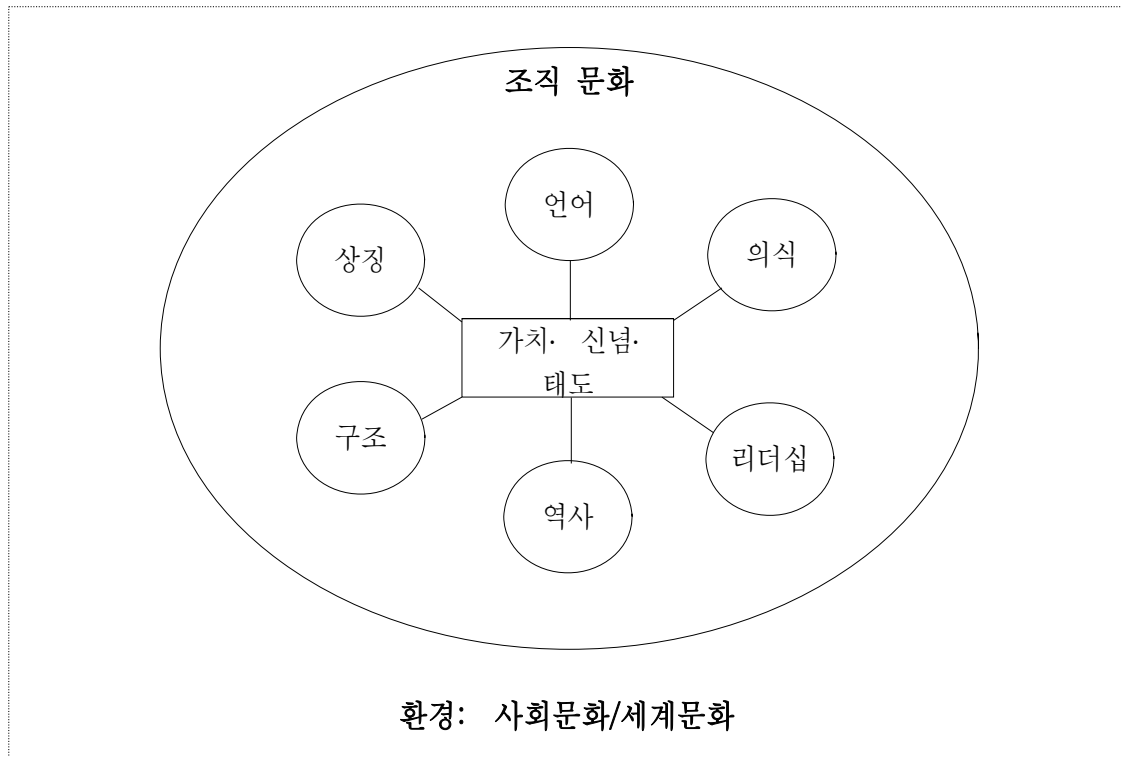 조직 문화
언어
의식
상징
가치· 신념·
태도
구조
리더십
역사
환경: 사회문화/세계문화